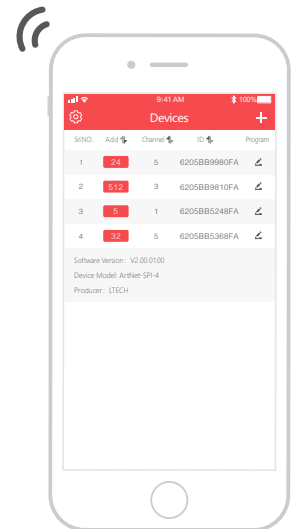 9:41 AM 100%
Devices
Srl.NO. Add Channel ID Program
1 24 5 6205BB9980FA
2 512 3 6205BB9810FA
3 5 1 6205BB5248FA
4 32 5 6205BB5368FA
Software Version: V2.00.01.00
Device Model: ArtNet-SPI-4
Producer: LTECH